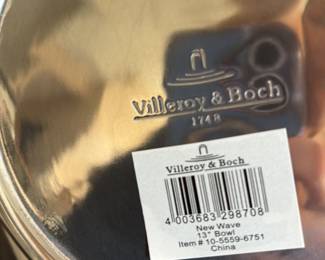 Villeroy & Boch
1748
Villeroy & Boch
4 003683 298708
New Wave
13" Bowl
Item # 10-5559-6751
China